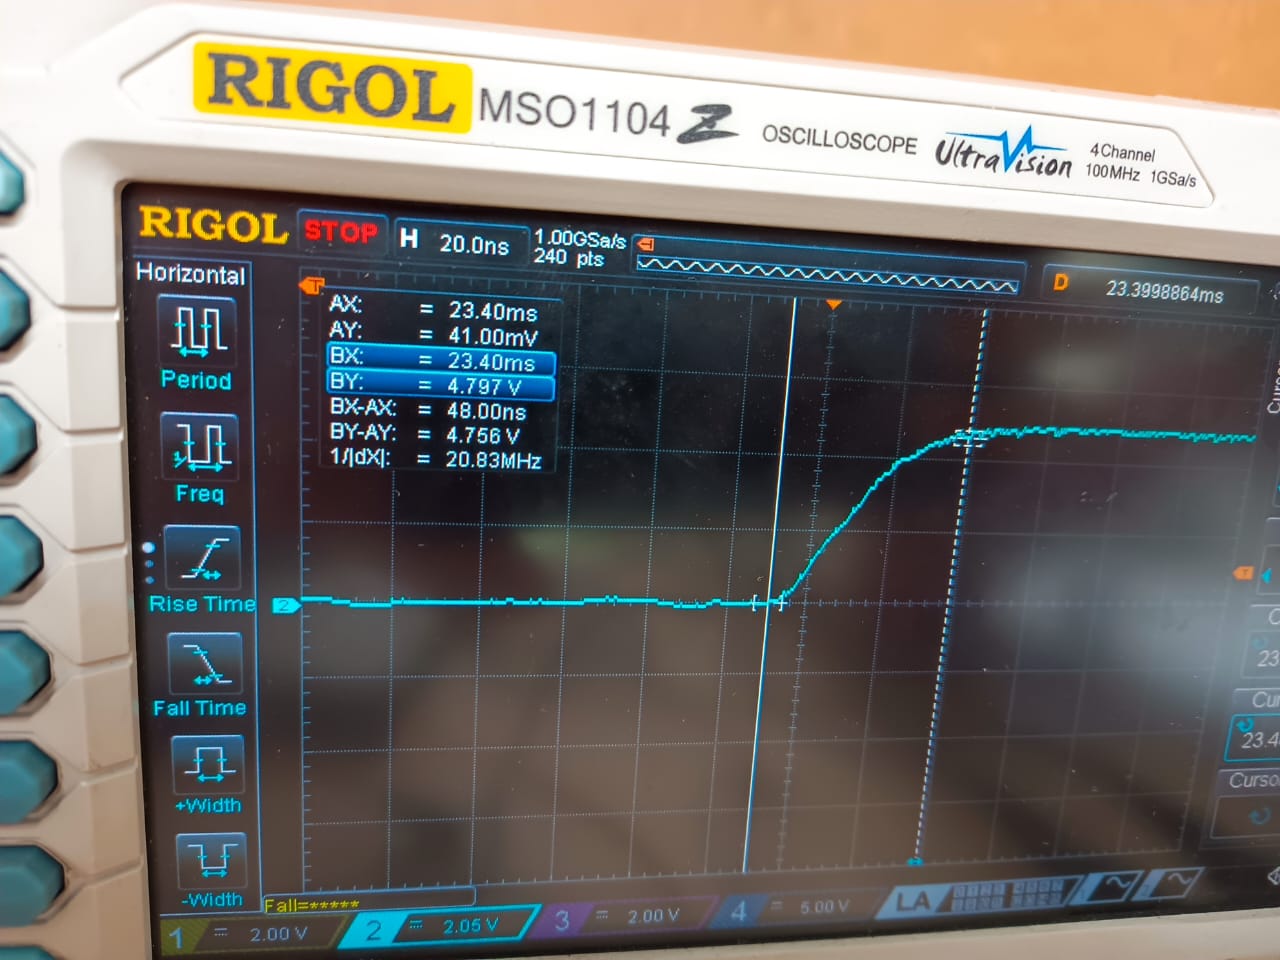 RIGOL MSO1104Z OSCILLOSCOPE UltraVision 4Channel
100MHz 1GSa/s
RIGOL STOP H 20.0ns 1.00GSa/s
240 pts
D 23.3998864ms
Horizontal
T
AX: = 23.40ms
AY: = 41.00mV
BX: = 23.40ms
BY: = 4.797 V
BX-AX: = 48.00ns
BY-AY: = 4.756 V
1/|dX|: = 20.83MHz
Period
Freq
Rise Time
Fall Time
+Width
-Width
2
T
23.4
Fall=*****
1 = 2.00 V
2 = 2.05 V
3 = 2.00 V
4 = 5.00 V
LA